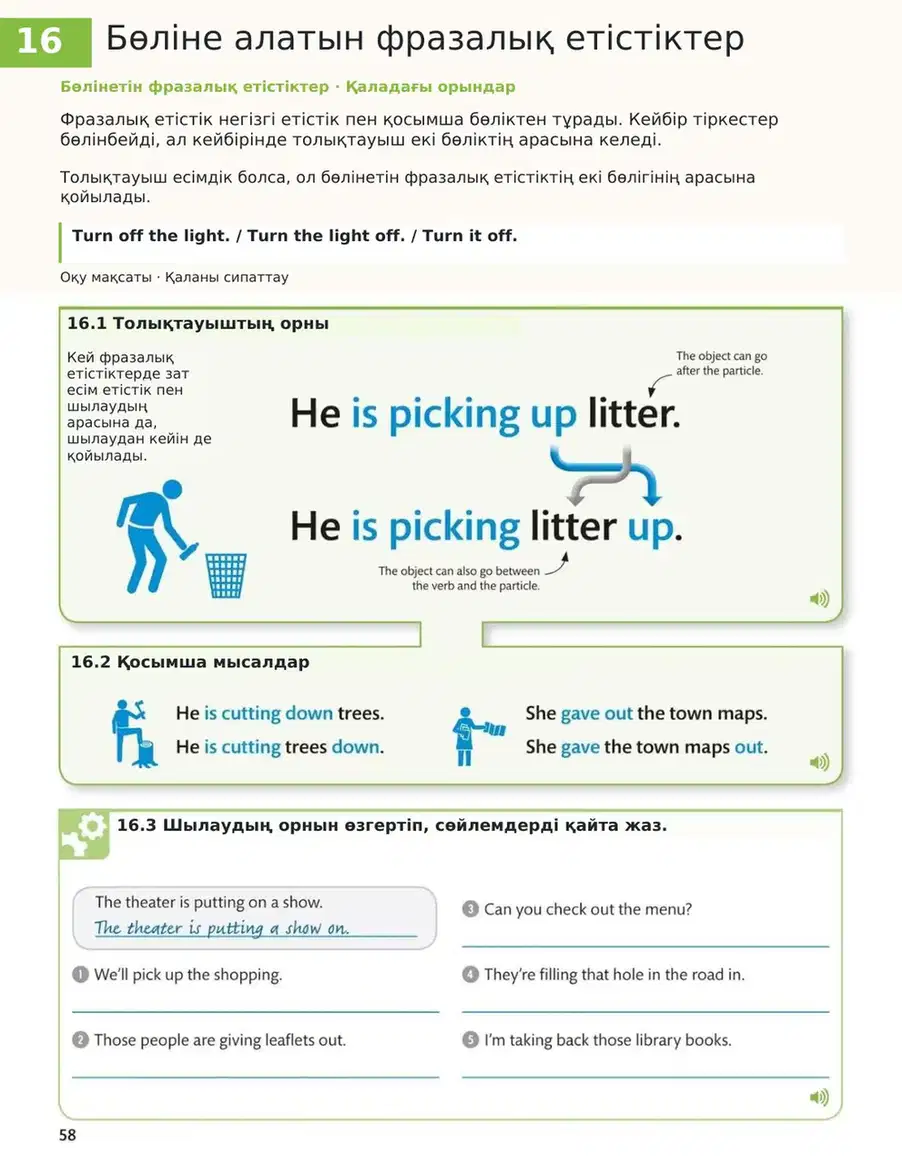 16
Бөліне алатын фразалық етістіктер
Бөлінетін фразалық етістіктер · Қаладағы орындар
Фразалық етістік негізгі етістік пен қосымша бөліктен тұрады. Кейбір тіркестер
бөлінбейді, ал кейбірінде толықтауыш екі бөліктің арасына келеді.
Толықтауыш есімдік болса, ол бөлінетін фразалық етістіктің екі бөлігінің арасына
қойылады.
Turn off the light. / Turn the light off. / Turn it off.
Оқу мақсаты · Қаланы сипаттау
16.1 Толықтауыштың орны
Кей фразалық
етістіктерде зат
есім етістік пен
шылаудың
арасына да,
шылаудан кейін де
қойылады.
The object can go
after the particle.
He is picking up litter.
He is picking litter up.
The object can also go between
the verb and the particle.
16.2 Қосымша мысалдар
He is cutting down trees.
He is cutting trees down.
She gave out the town maps.
She gave the town maps out.
16.3 Шылаудың орнын өзгертіп, сөйлемдерді қайта жаз.
The theater is putting on a show.
The theater is putting a show on.
1 We'll pick up the shopping.
2 Those people are giving leaflets out.
3 Can you check out the menu?
4 They're filling that hole in the road in.
5 I'm taking back those library books.
58